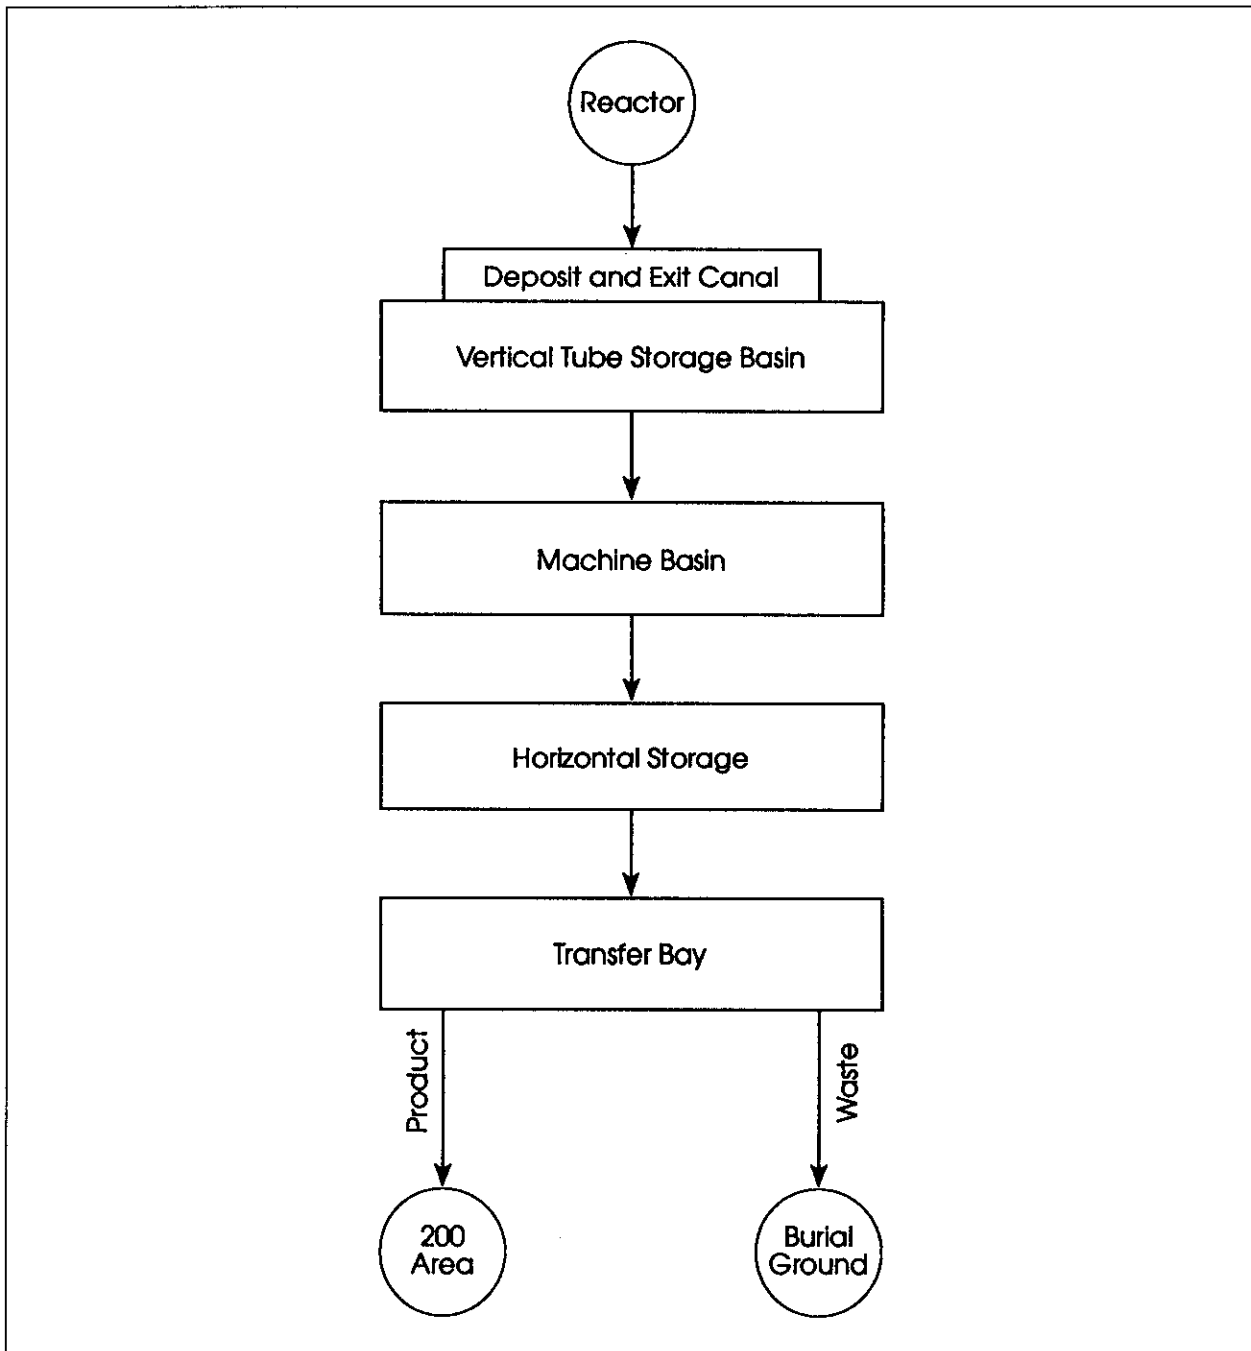 Reactor
Deposit and Exit Canal
Vertical Tube Storage Basin
Machine Basin
Horizontal Storage
Transfer Bay
Product
Waste
200
Area
Burial
Ground